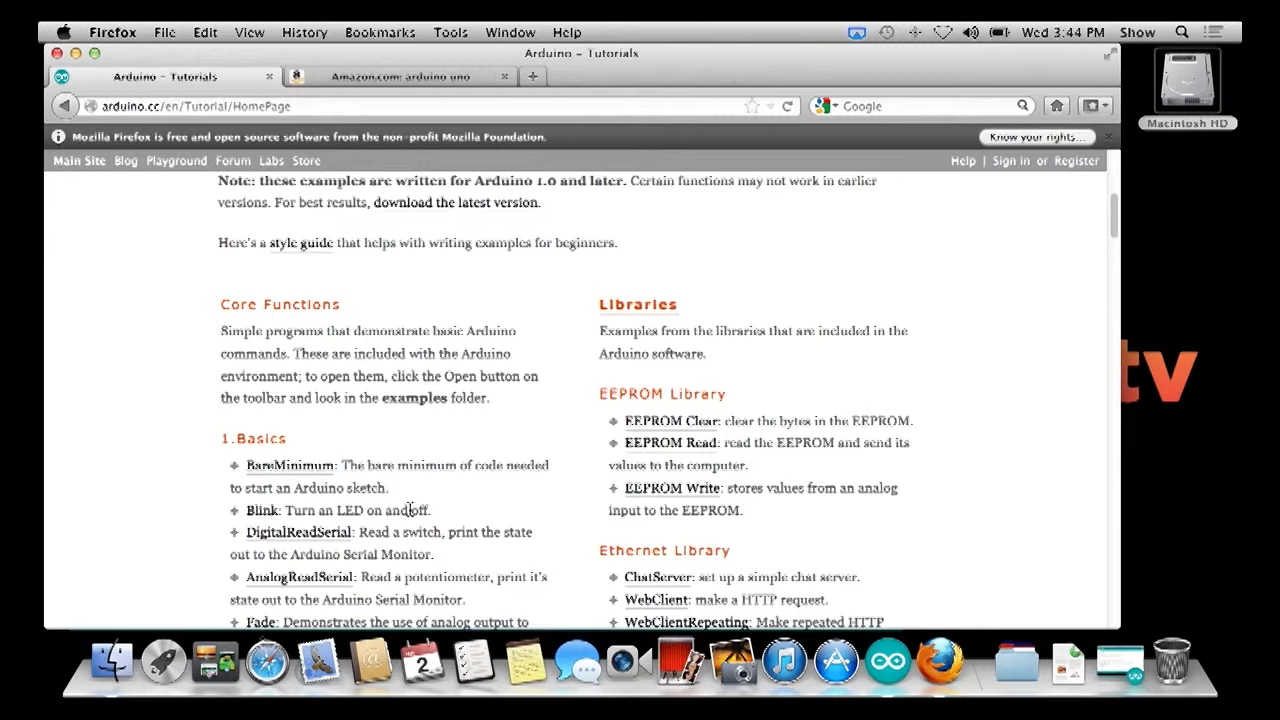 Firefox File Edit View History Bookmarks Tools Window Help Wed 3:44 PM Show
Arduino – Tutorials
Arduino – Tutorials Amazon.com: arduino uno
arduino.cc/en/Tutorial/HomePage Google
Mozilla Firefox is free and open source software from the non-profit Mozilla Foundation. Know your rights...
Main Site Blog Playground Forum Labs Store Help | Sign in or Register
Macintosh HD
Note: these examples are written for Arduino 1.0 and later. Certain functions may not work in earlier
versions. For best results, download the latest version.
Here's a style guide that helps with writing examples for beginners.
Core Functions
Simple programs that demonstrate basic Arduino
commands. These are included with the Arduino
environment; to open them, click the Open button on
the toolbar and look in the examples folder.
1.Basics
BareMinimum: The bare minimum of code needed
to start an Arduino sketch.
Blink: Turn an LED on and off.
DigitalReadSerial: Read a switch, print the state
out to the Arduino Serial Monitor.
AnalogReadSerial: Read a potentiometer, print it's
state out to the Arduino Serial Monitor.
Fade: Demonstrates the use of analog output to
Libraries
Examples from the libraries that are included in the
Arduino software.
EEPROM Library
EEPROM Clear: clear the bytes in the EEPROM.
EEPROM Read: read the EEPROM and send its
values to the computer.
EEPROM Write: stores values from an analog
input to the EEPROM.
Ethernet Library
ChatServer: set up a simple chat server.
WebClient: make a HTTP request.
WebClientRepeating: Make repeated HTTP
tv
2